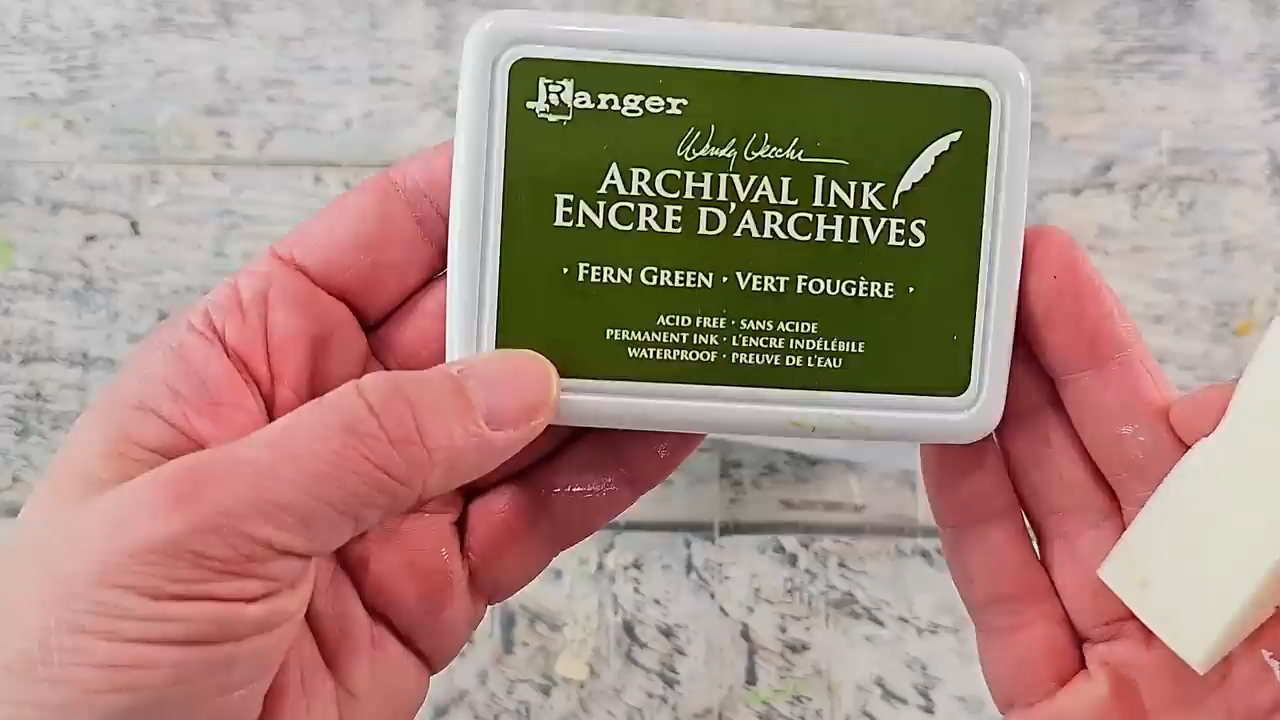 Ranger
Wendy Vecchi
ARCHIVAL INK
ENCRE D'ARCHIVES
· FERN GREEN · VERT FOUGÈRE ·
ACID FREE · SANS ACIDE
PERMANENT INK · L'ENCRE INDÉLÉBILE
WATERPROOF · PREUVE DE L'EAU